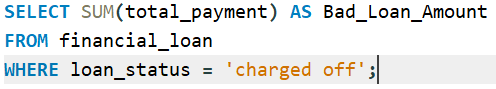 SELECT SUM(total_payment) AS Bad_Loan_Amount
FROM financial_loan
WHERE loan_status = 'charged off';